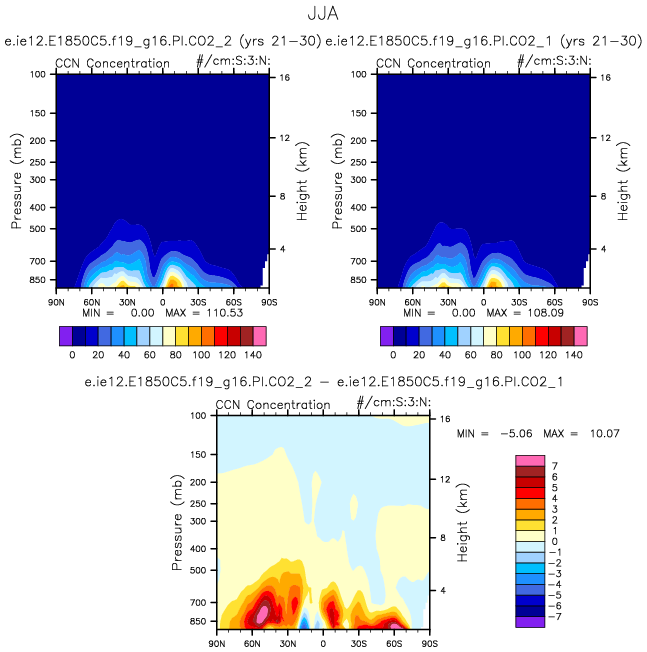 JJA
e.ie12.E1850C5.f19_g16.PI.CO2_2 (yrs 21-30) e.ie12.E1850C5.f19_g16.PI.CO2_1 (yrs 21-30)
CCN Concentration #/cm:S:3:N: CCN Concentration #/cm:S:3:N:
100 16 100 16
150 150
12 12
200 200
250 250
300 300
8 8
400 400
500 500
4 4
700 700
850 850
Pressure (mb) Height (km) Pressure (mb) Height (km)
90N 60N 30N 0 30S 60S 90S 90N 60N 30N 0 30S 60S 90S
MIN = 0.00 MAX = 110.53 MIN = 0.00 MAX = 108.09
0 20 40 60 80 100 120 140 0 20 40 60 80 100 120 140
e.ie12.E1850C5.f19_g16.PI.CO2_2 - e.ie12.E1850C5.f19_g16.PI.CO2_1
CCN Concentration #/cm:S:3:N:
MIN = -5.06 MAX = 10.07
100 16
150
12
200
250
300
8
400
500
4
700
850
Pressure (mb) Height (km)
90N 60N 30N 0 30S 60S 90S
7
6
5
4
3
2
1
0
-1
-2
-3
-4
-5
-6
-7